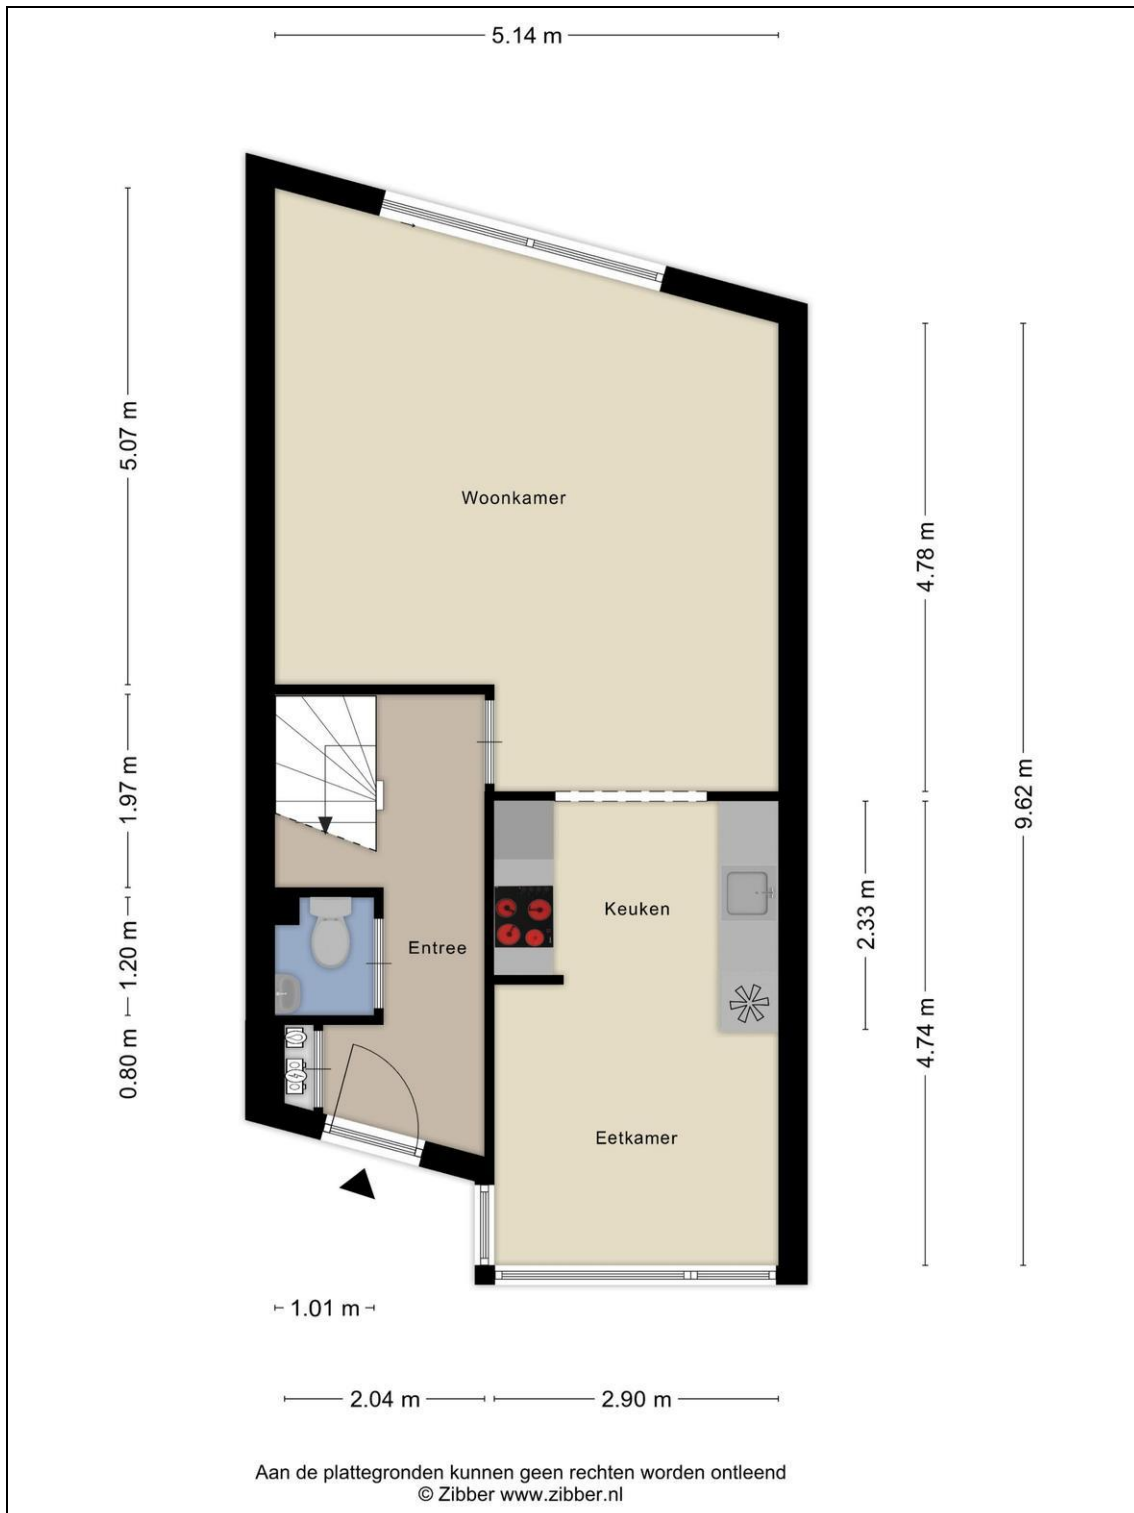 5.14 m
5.07 m
Woonkamer
4.78 m
9.62 m
1.97 m
2.33 m
Keuken
1.20 m
Entree
4.74 m
0.80 m
Eetkamer
1.01 m
2.04 m
2.90 m
Aan de plattegronden kunnen geen rechten worden ontleend
© Zibber www.zibber.nl